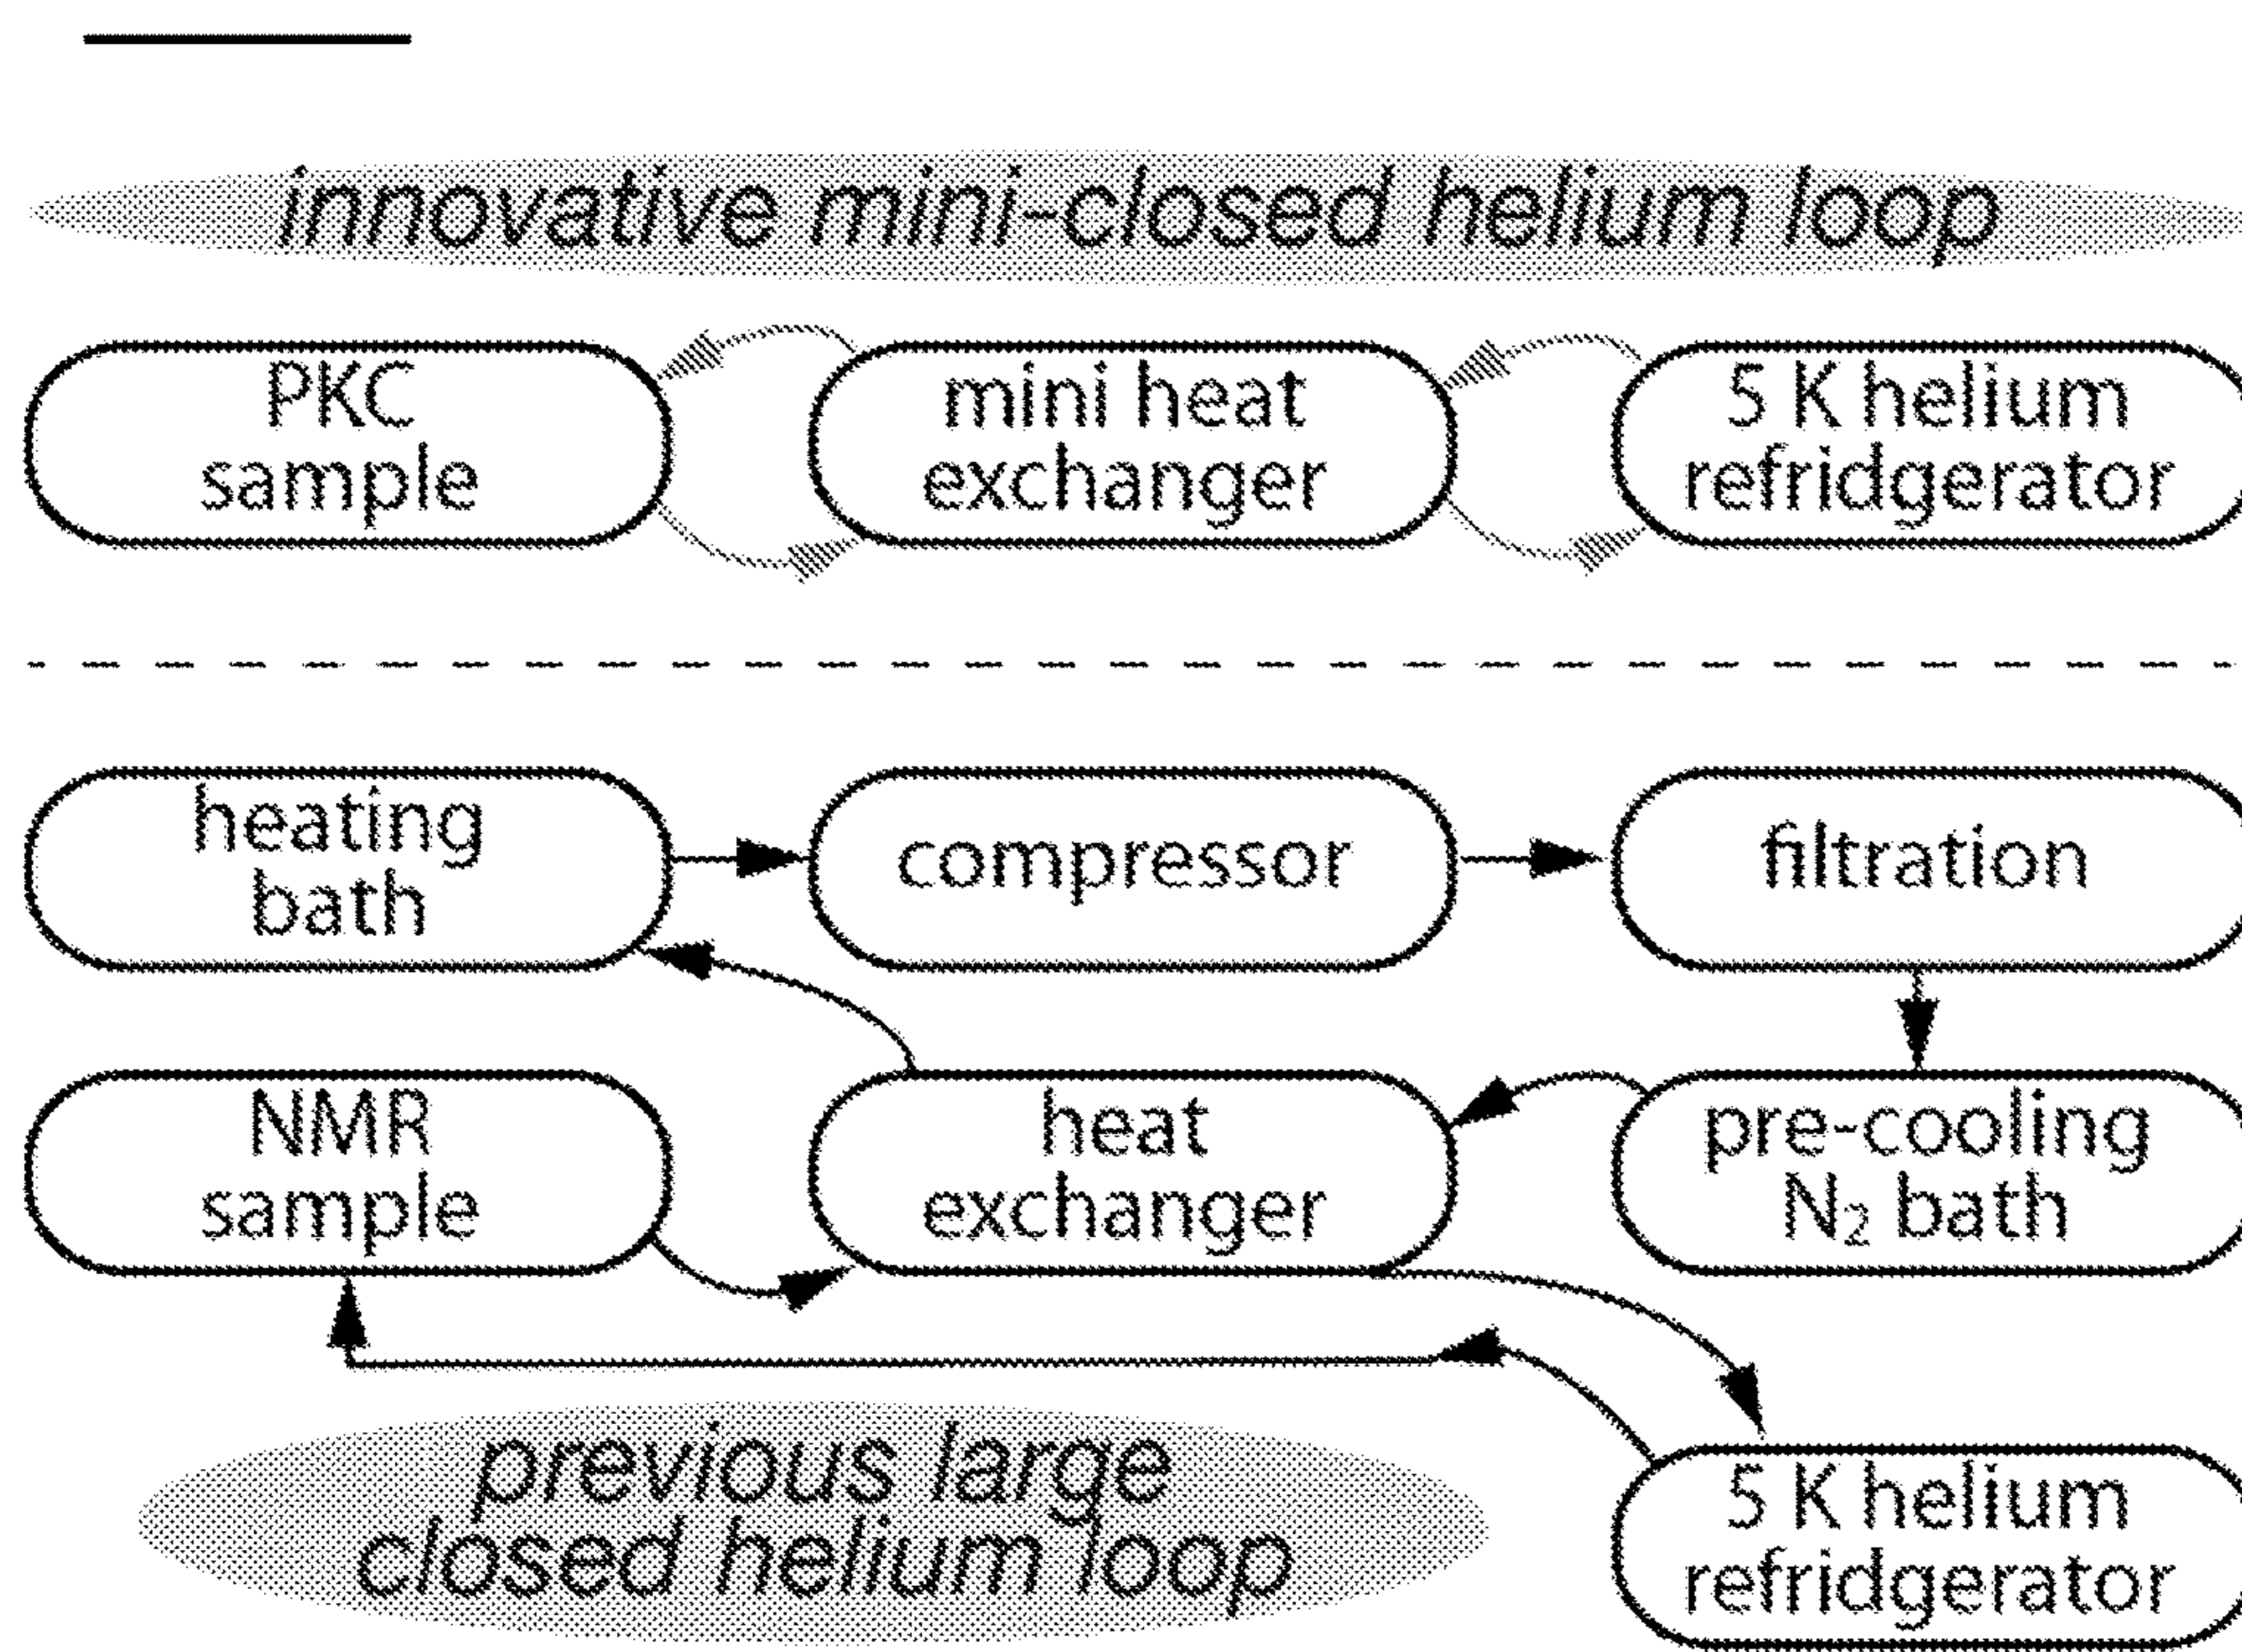 innovative mini-closed helium loop
PKC
sample
mini heat
exchanger
5 K helium
refridgerator
heating
bath
compressor
filtration
NMR
sample
heat
exchanger
pre-cooling
N₂ bath
previous large
closed helium loop
5 K helium
refridgerator